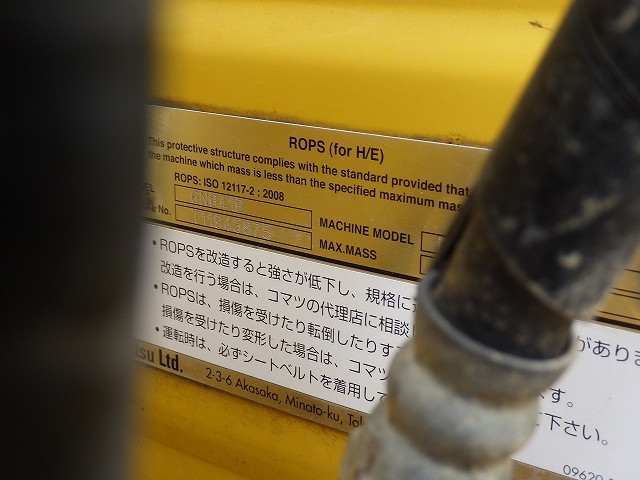 ROPS (for H/E)
This protective structure complies with the standard provided that
the machine which mass is less than the specified maximum mas
ROPS: ISO 12117-2 : 2008
EL
No.
MACHINE MODEL
MAX.MASS
• ROPSを改造すると強さが低下し、規格に
改造を行う場合は、コマツの代理店に相談
• ROPSは、損傷を受けたり転倒したりす
があります
損傷を受けたり変形した場合は、コマツ
す。
• 運転時は、必ずシートベルトを着用して
下さい。
tsu Ltd.
2-3-6 Akasaka, Minato-ku, Tok
09620